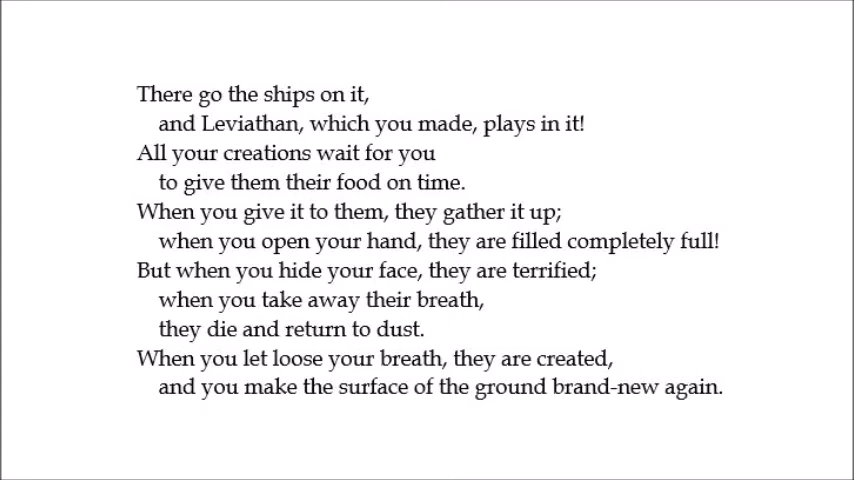 There go the ships on it,
and Leviathan, which you made, plays in it!
All your creations wait for you
to give them their food on time.
When you give it to them, they gather it up;
when you open your hand, they are filled completely full!
But when you hide your face, they are terrified;
when you take away their breath,
they die and return to dust.
When you let loose your breath, they are created,
and you make the surface of the ground brand-new again.